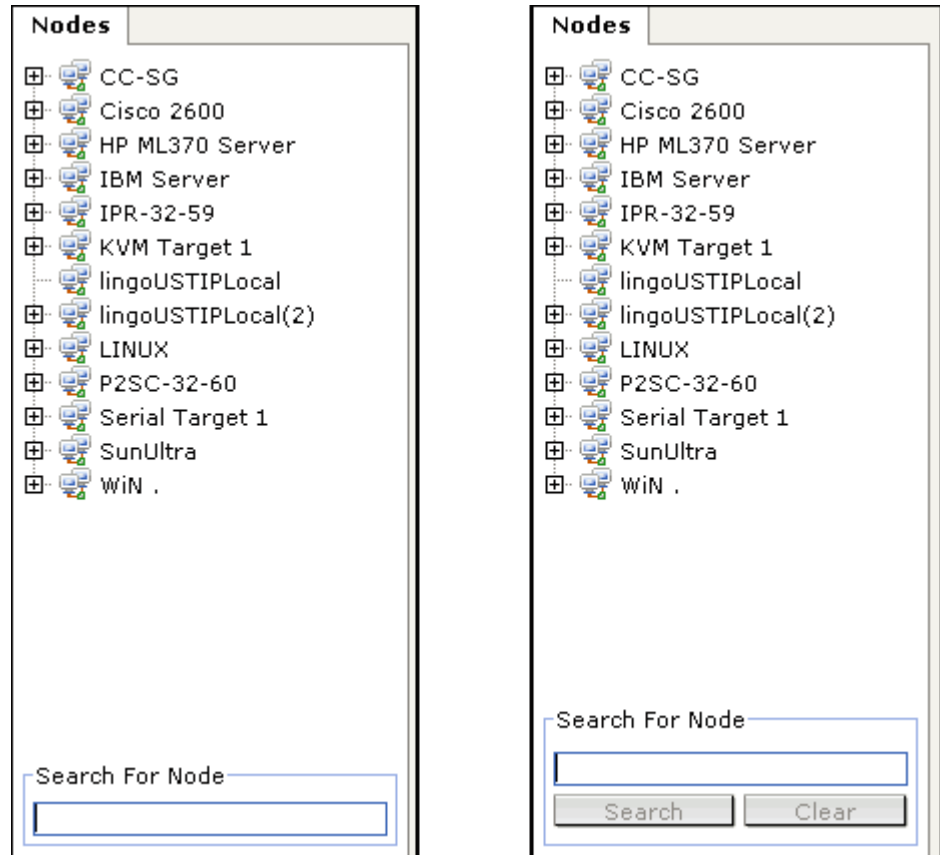 Nodes
CC-SG
Cisco 2600
HP ML370 Server
IBM Server
IPR-32-59
KVM Target 1
lingoUSTIPLocal
lingoUSTIPLocal(2)
LINUX
P2SC-32-60
Serial Target 1
SunUltra
WiN .
Search For Node
Nodes
CC-SG
Cisco 2600
HP ML370 Server
IBM Server
IPR-32-59
KVM Target 1
lingoUSTIPLocal
lingoUSTIPLocal(2)
LINUX
P2SC-32-60
Serial Target 1
SunUltra
WiN .
Search For Node
Search Clear